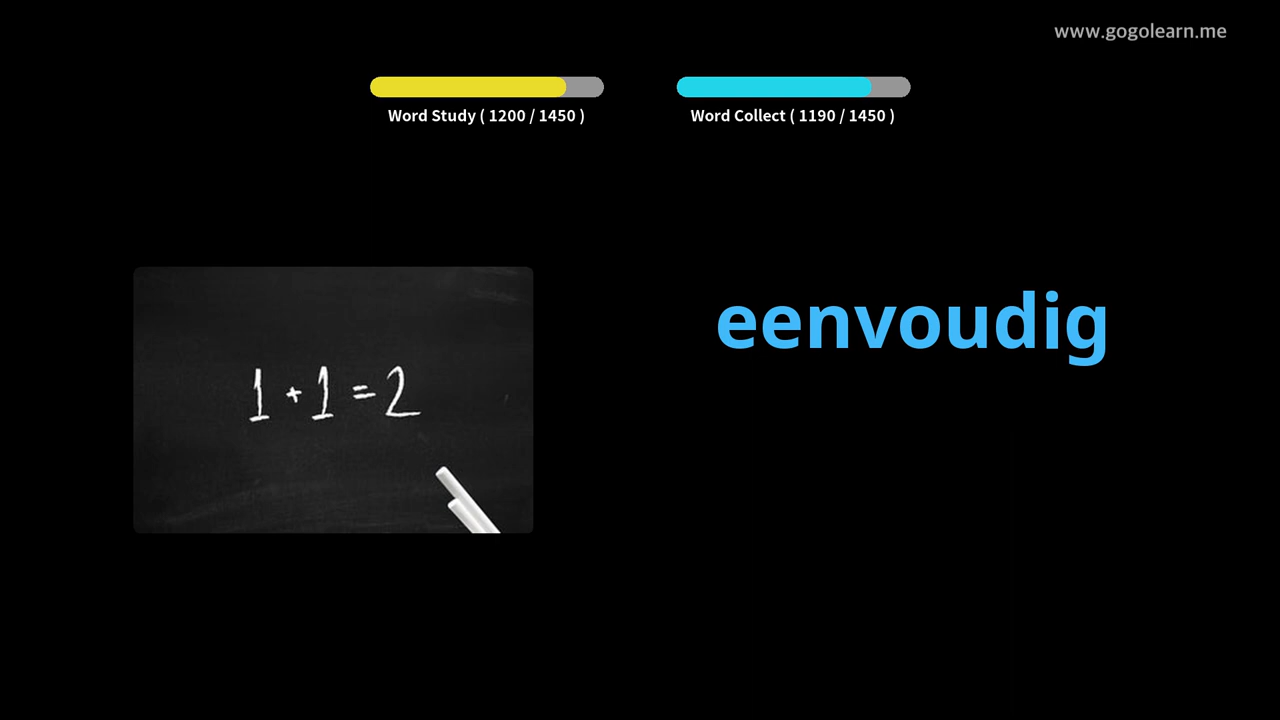 www.gogolearn.me
Word Study ( 1200 / 1450 )
Word Collect ( 1190 / 1450 )
eenvoudig
1 + 1 = 2